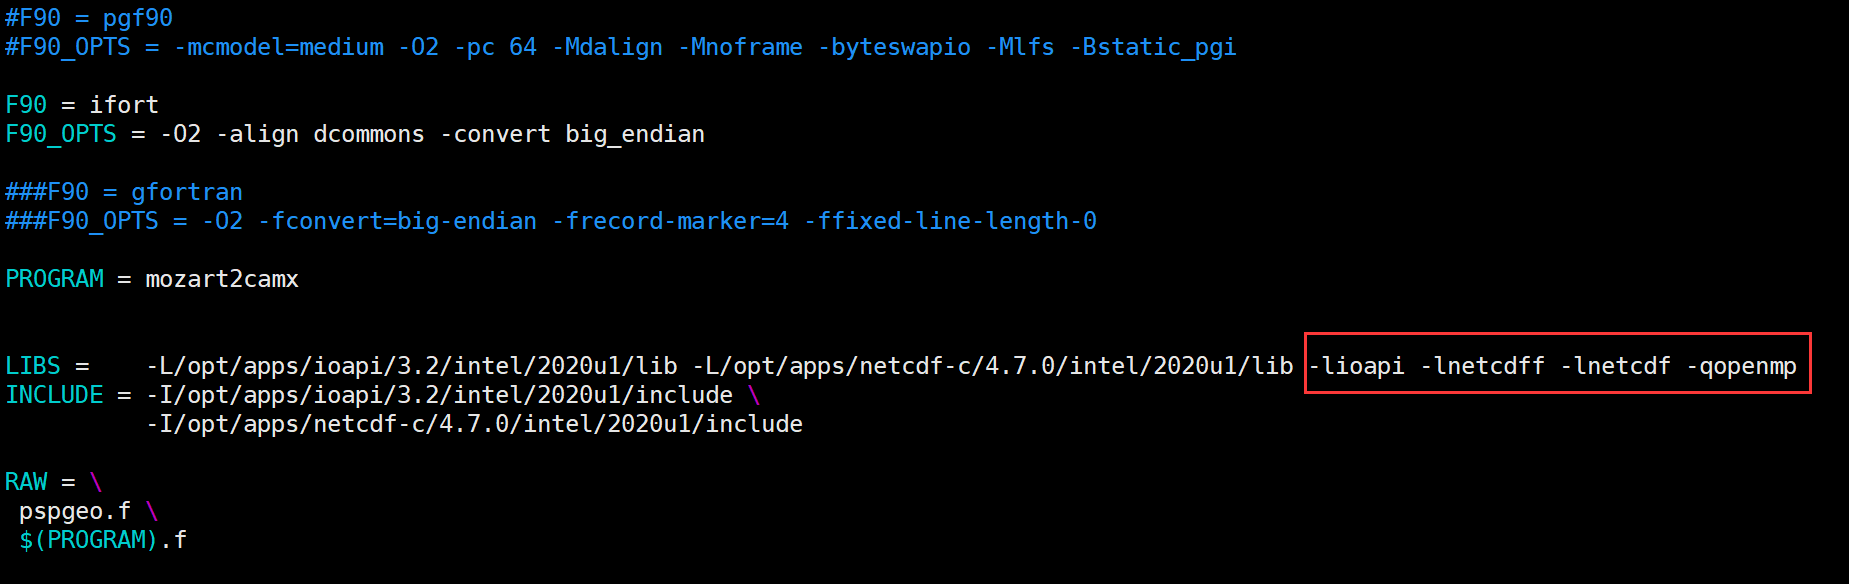 #F90 = pgf90
#F90_OPTS = -mcmodel=medium -O2 -pc 64 -Mdalign -Mnoframe -byteswapio -Mlfs -Bstatic_pgi
F90 = ifort
F90_OPTS = -O2 -align dcommons -convert big_endian
###F90 = gfortran
###F90_OPTS = -O2 -fconvert=big-endian -frecord-marker=4 -ffixed-line-length-0
PROGRAM = mozart2camx
LIBS =    -L/opt/apps/ioapi/3.2/intel/2020u1/lib -L/opt/apps/netcdf-c/4.7.0/intel/2020u1/lib -lioapi -lnetcdff -lnetcdf -qopenmp
INCLUDE = -I/opt/apps/ioapi/3.2/intel/2020u1/include \
          -I/opt/apps/netcdf-c/4.7.0/intel/2020u1/include
RAW = \
 pspgeo.f \
 $(PROGRAM).f